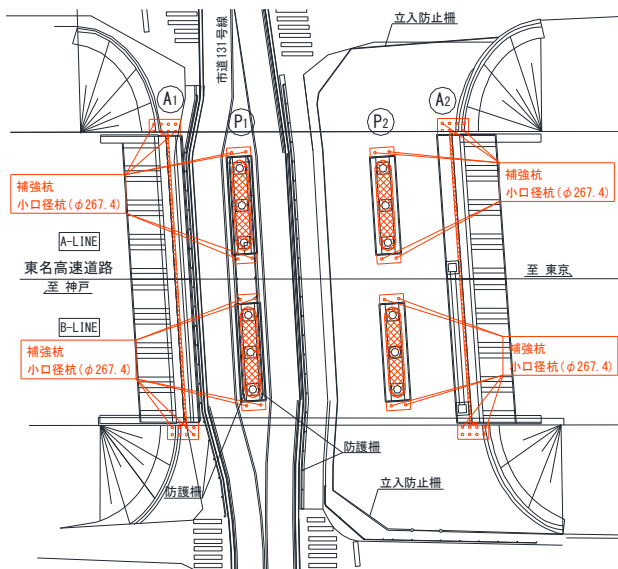 立入防止柵
市道131号線
A1
P1
P2
A2
補強杭
小口径杭(φ267.4)
補強杭
小口径杭(φ267.4)
A-LINE
東名高速道路
至 神戸
至 東京
B-LINE
補強杭
小口径杭(φ267.4)
補強杭
小口径杭(φ267.4)
防護柵
防護柵
立入防止柵